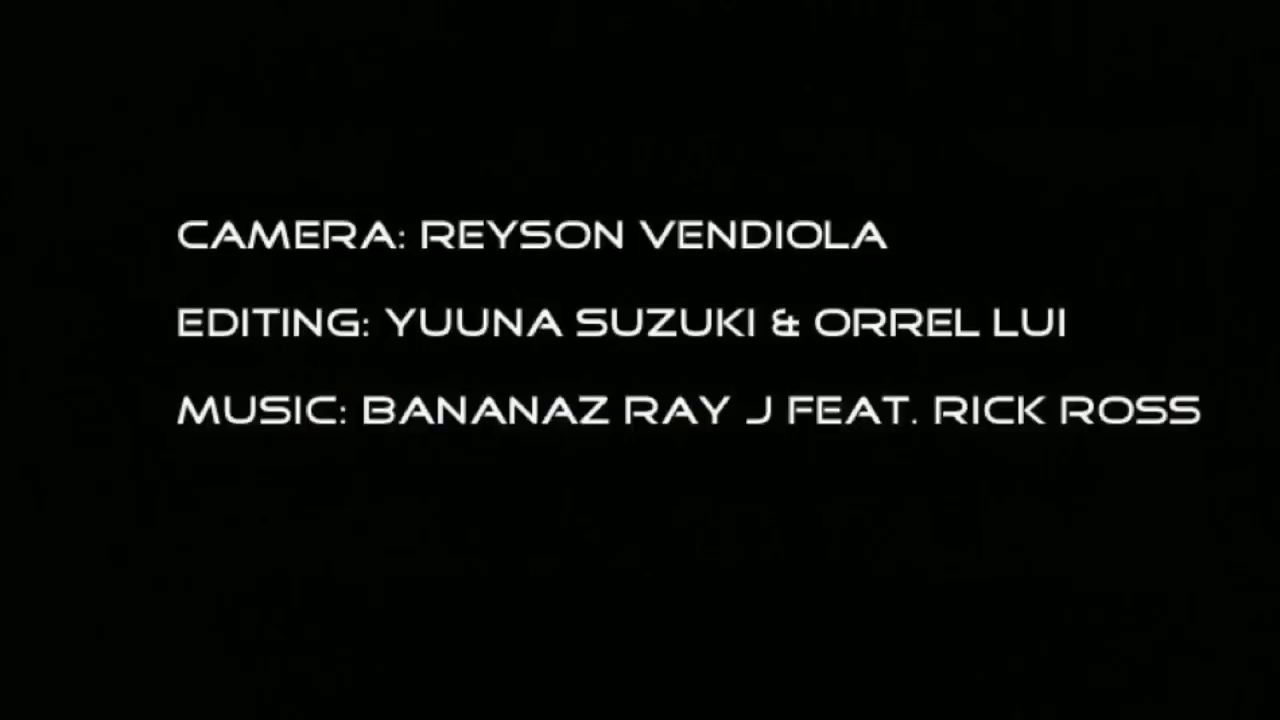 CAMERA: REYSON VENDIOLA
EDITING: YUUNA SUZUKI & ORREL LUI
MUSIC: BANANAZ RAY J FEAT. RICK ROSS